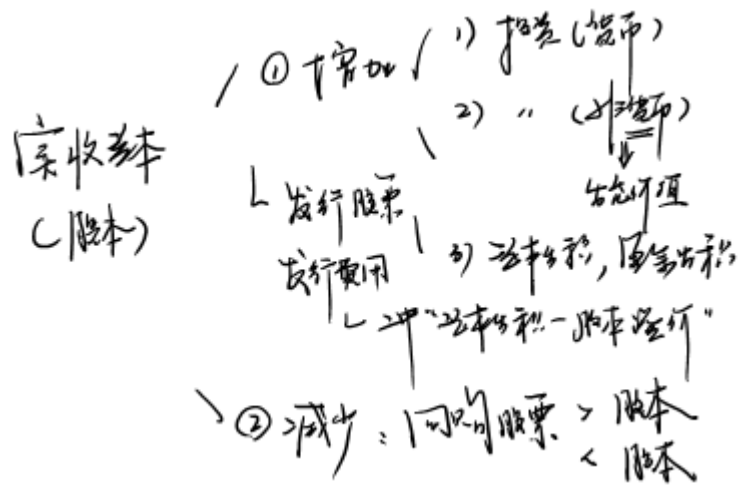 ① 增加 1) 投资（货币）
2) 〃（非货币）
实收资本
（股本）
公允价值
发行股票
发行费用
3) 资本公积，盈余公积
冲“资本公积—股本溢价”
② 减少：回购股票 > 股本
< 股本